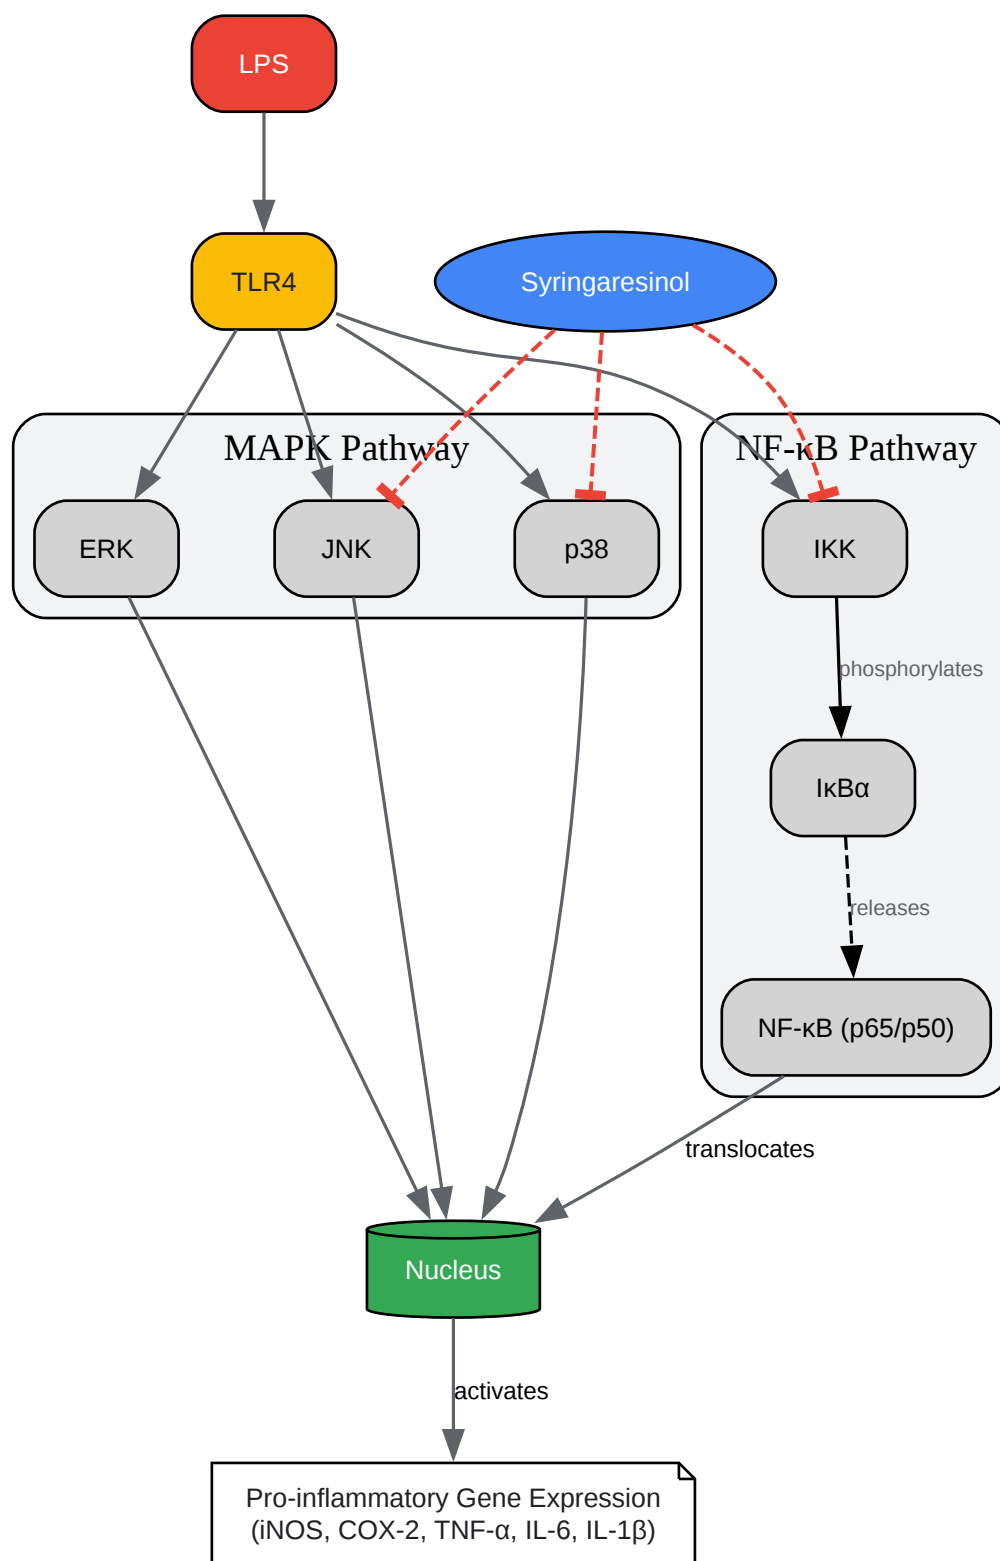 LPS
TLR4
Syringaresinol
MAPK Pathway
NF-κB Pathway
ERK
JNK
p38
IKK
phosphorylates
IκBα
releases
NF-κB (p65/p50)
translocates
Nucleus
activates
Pro-inflammatory Gene Expression
(iNOS, COX-2, TNF-α, IL-6, IL-1β)